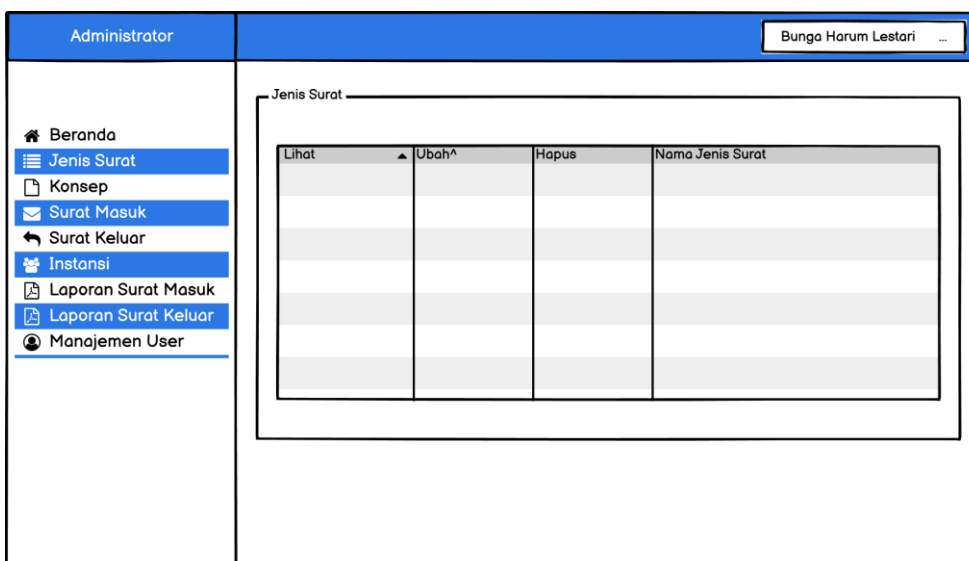 Administrator
Bunga Harum Lestari ...
Beranda
Jenis Surat
Konsep
Surat Masuk
Surat Keluar
Instansi
Laporan Surat Masuk
Laporan Surat Keluar
Manajemen User
Jenis Surat
Lihat Ubah^ Hapus Nama Jenis Surat